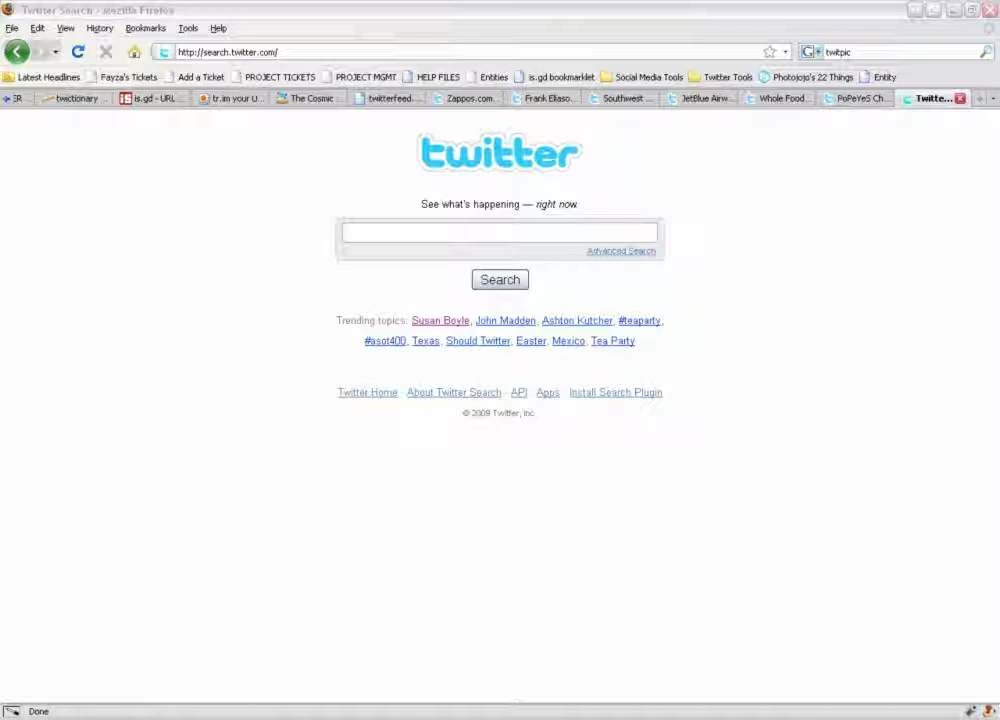 Twitter Search - Mozilla Firefox
File Edit View History Bookmarks Tools Help
http://search.twitter.com/ twitpic
Latest Headlines Fayza's Tickets Add a Ticket PROJECT TICKETS PROJECT MGMT HELP FILES Entities is.gd bookmarklet Social Media Tools Twitter Tools Photojojo's 22 Things Entity
twictionary ... is.gd - URL tr.im your U... The Cosmic twitterfeed.... Zappos.com... Frank Eliaso... Southwest ... JetBlue Airw... Whole Food... PoPeYeS Ch... Twitte...
twitter
See what's happening — right now.
Advanced Search
Search
Trending topics: Susan Boyle, John Madden, Ashton Kutcher, #teaparty,
#asot400, Texas, Should Twitter, Easter, Mexico, Tea Party
Twitter Home · About Twitter Search · API Apps Install Search Plugin
© 2009 Twitter, Inc.
Done